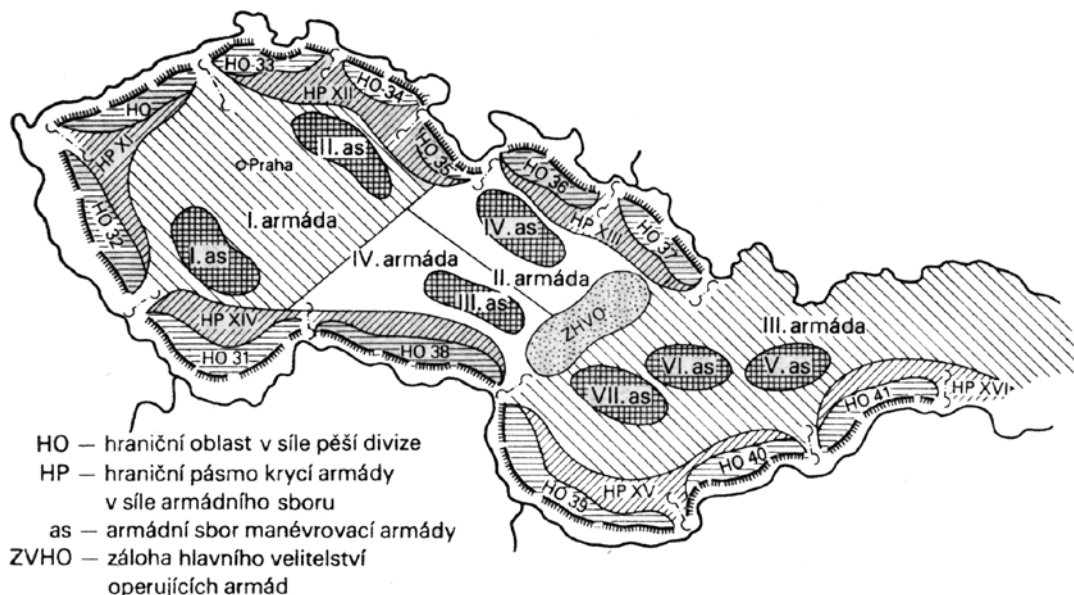 HO 33
HP XII
HO 34
HO
HP XI
II. as
HO 35
Praha
HO 36
HO 32
I. armáda
IV. as
HP XIII
HO 37
I. as
IV. armáda
II. armáda
III. as
ZHVO
III. armáda
HP XIV
HO 31
HO 38
VI. as
V. as
VII. as
HP XVI
HO 41
HO 40
HP XV
HO 39
HO – hraniční oblast v síle pěší divize
HP – hraniční pásmo krycí armády
v síle armádního sboru
as – armádní sbor manévrovací armády
ZVHO – záloha hlavního velitelství
operujících armád